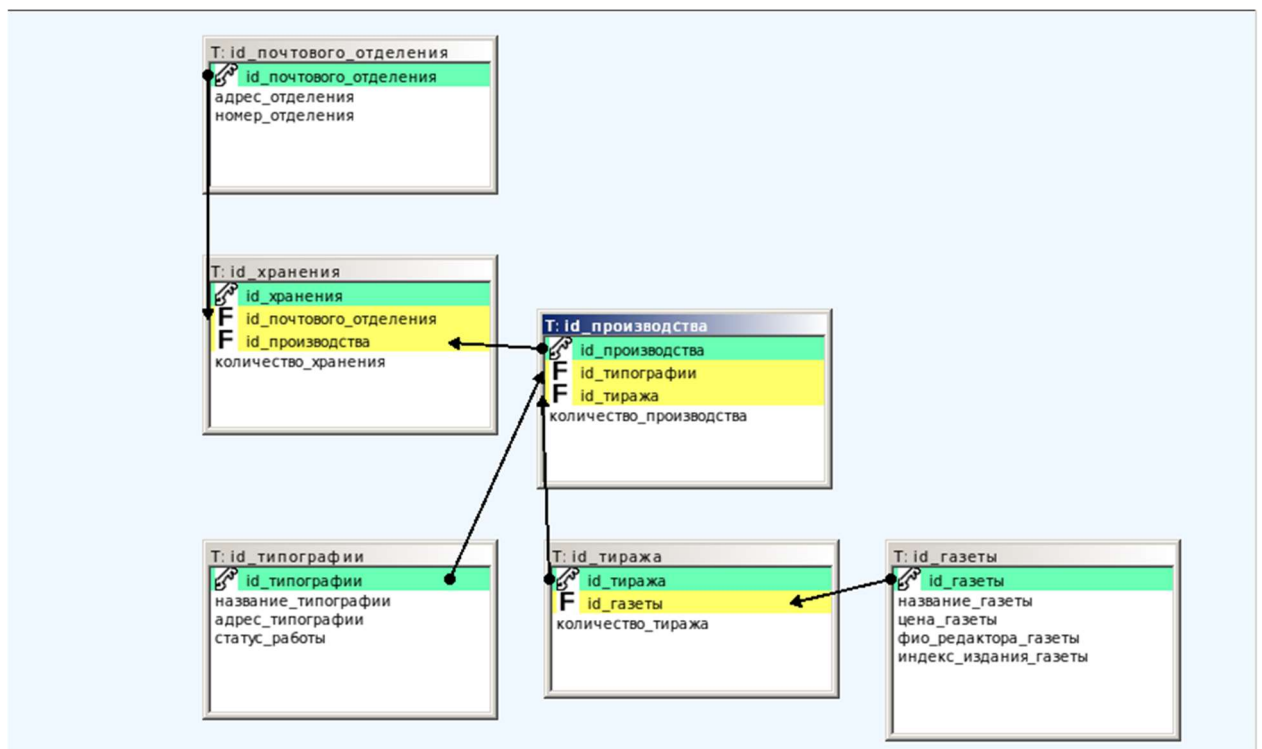 T: id_почтового_отделения
id_почтового_отделения
адрес_отделения
номер_отделения
T: id_хранения
id_хранения
F id_почтового_отделения
F id_производства
количество_хранения
T: id_производства
id_производства
F id_типографии
F id_тиража
количество_производства
T: id_типографии
id_типографии
название_типографии
адрес_типографии
статус_работы
T: id_тиража
id_тиража
F id_газеты
количество_тиража
T: id_газеты
id_газеты
название_газеты
цена_газеты
фио_редактора_газеты
индекс_издания_газеты